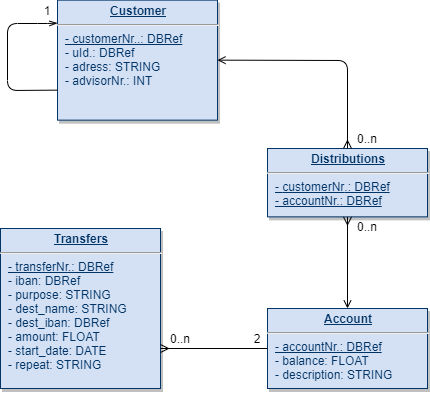 1
Customer
- customerNr..: DBRef
- uId.: DBRef
- adress: STRING
- advisorNr.: INT
0..n
Distributions
- customerNr.: DBRef
- accountNr.: DBRef
0..n
Transfers
- transferNr.: DBRef
- iban: DBRef
- purpose: STRING
- dest_name: STRING
- dest_iban: DBRef
- amount: FLOAT
- start_date: DATE
- repeat: STRING
0..n
2
Account
- accountNr.: DBRef
- balance: FLOAT
- description: STRING